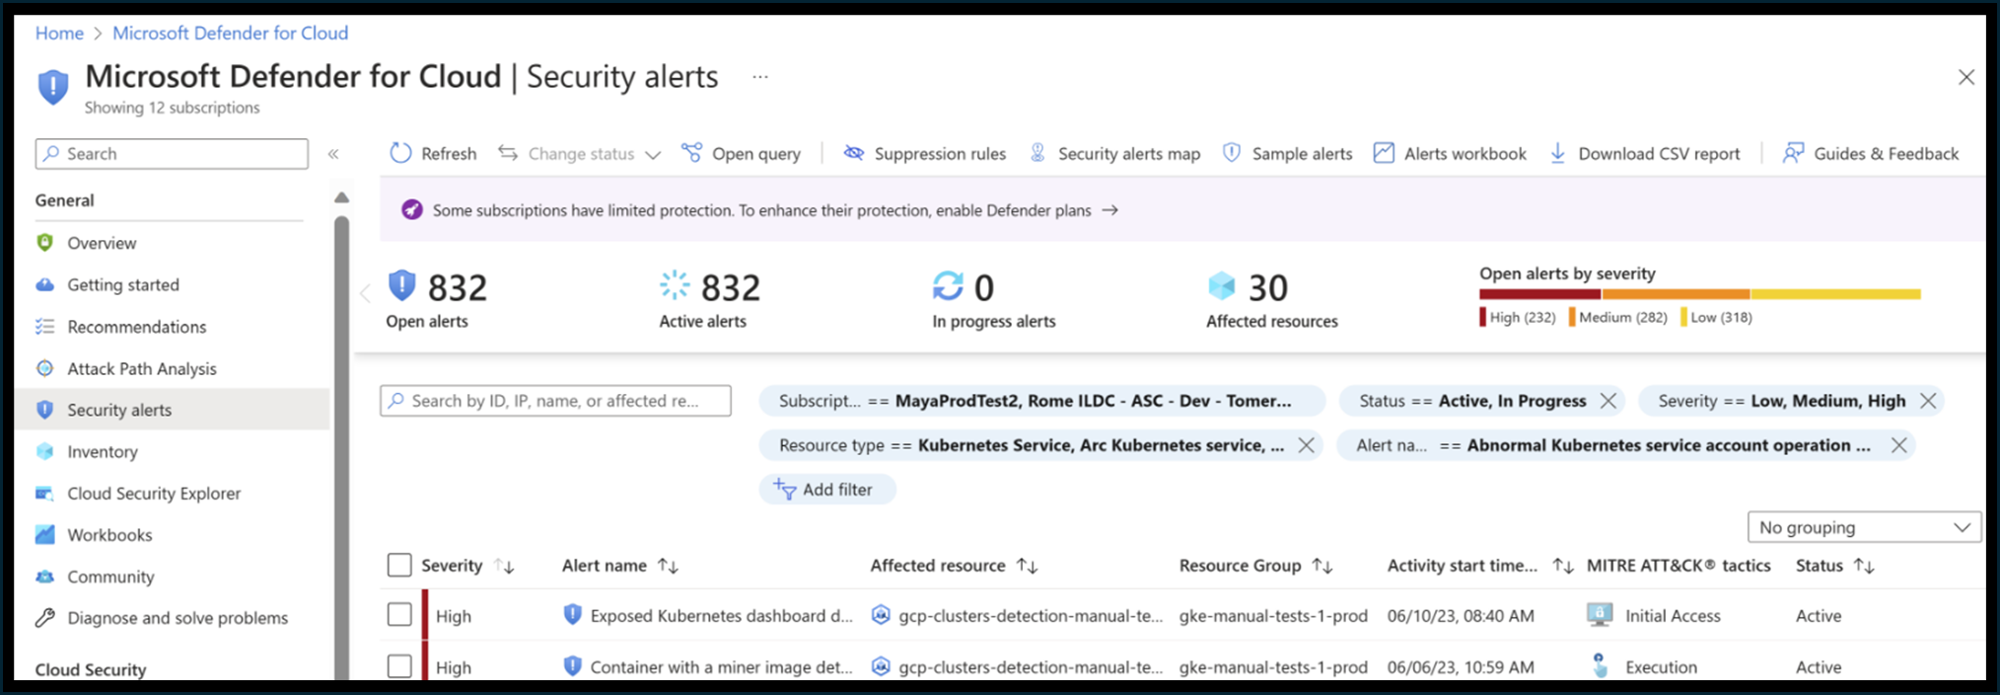 Home > Microsoft Defender for Cloud
Microsoft Defender for Cloud | Security alerts ...
Showing 12 subscriptions
Search
General
Overview
Getting started
Recommendations
Attack Path Analysis
Security alerts
Inventory
Cloud Security Explorer
Workbooks
Community
Diagnose and solve problems
Cloud Security
Refresh Change status Open query Suppression rules Security alerts map Sample alerts Alerts workbook Download CSV report Guides & Feedback
Some subscriptions have limited protection. To enhance their protection, enable Defender plans →
832 832 0 30
Open alerts Active alerts In progress alerts Affected resources
Open alerts by severity
High (232) Medium (282) Low (318)
Search by ID, IP, name, or affected re...
Subscript... == MayaProdTest2, Rome ILDC - ASC - Dev - Tomer... Status == Active, In Progress Severity == Low, Medium, High
Resource type == Kubernetes Service, Arc Kubernetes service, ... Alert na... == Abnormal Kubernetes service account operation ...
Add filter
No grouping
Severity Alert name Affected resource Resource Group Activity start time... MITRE ATT&CK® tactics Status
High Exposed Kubernetes dashboard d... gcp-clusters-detection-manual-te... gke-manual-tests-1-prod 06/10/23, 08:40 AM Initial Access Active
High Container with a miner image det... gcp-clusters-detection-manual-te... gke-manual-tests-1-prod 06/06/23, 10:59 AM Execution Active